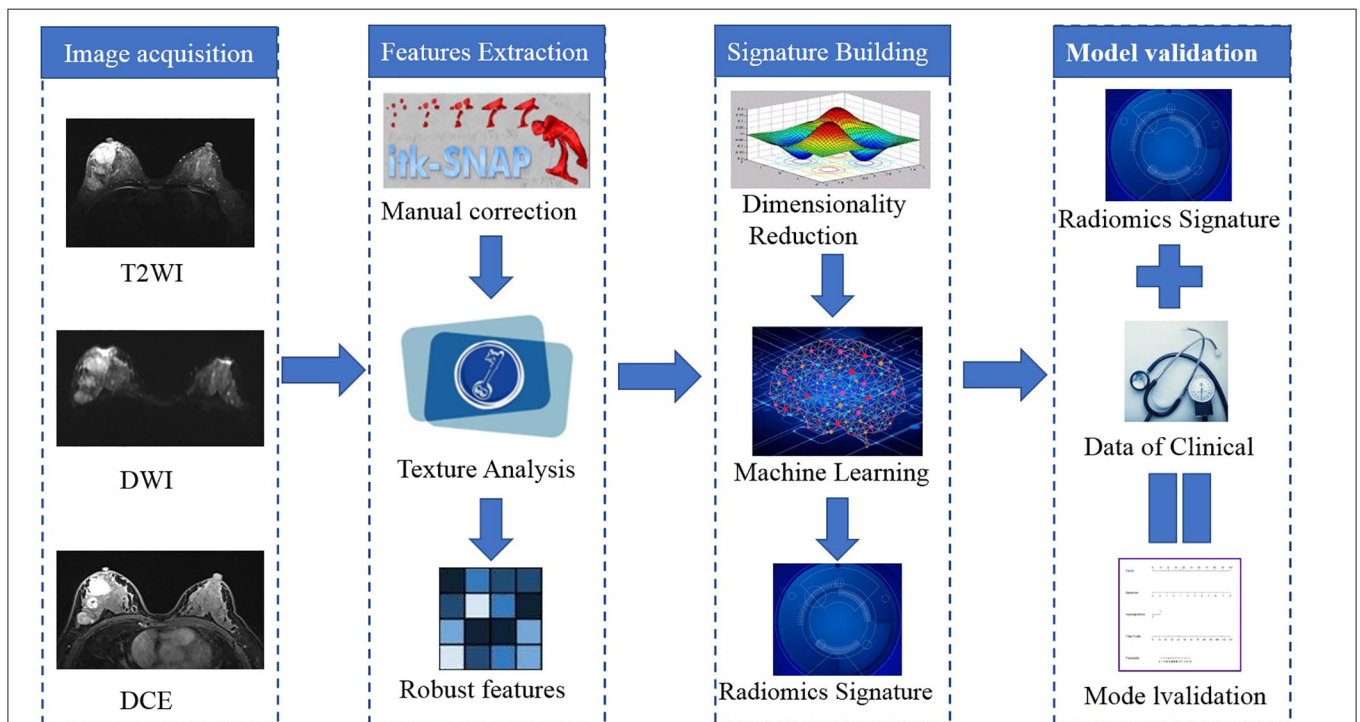 Image acquisition
T2WI
DWI
DCE
Features Extraction
itk-SNAP
Manual correction
Texture Analysis
Robust features
Signature Building
Dimensionality
Reduction
Machine Learning
Radiomics Signature
Model validation
Radiomics Signature
Data of Clinical
Mode lvalidation